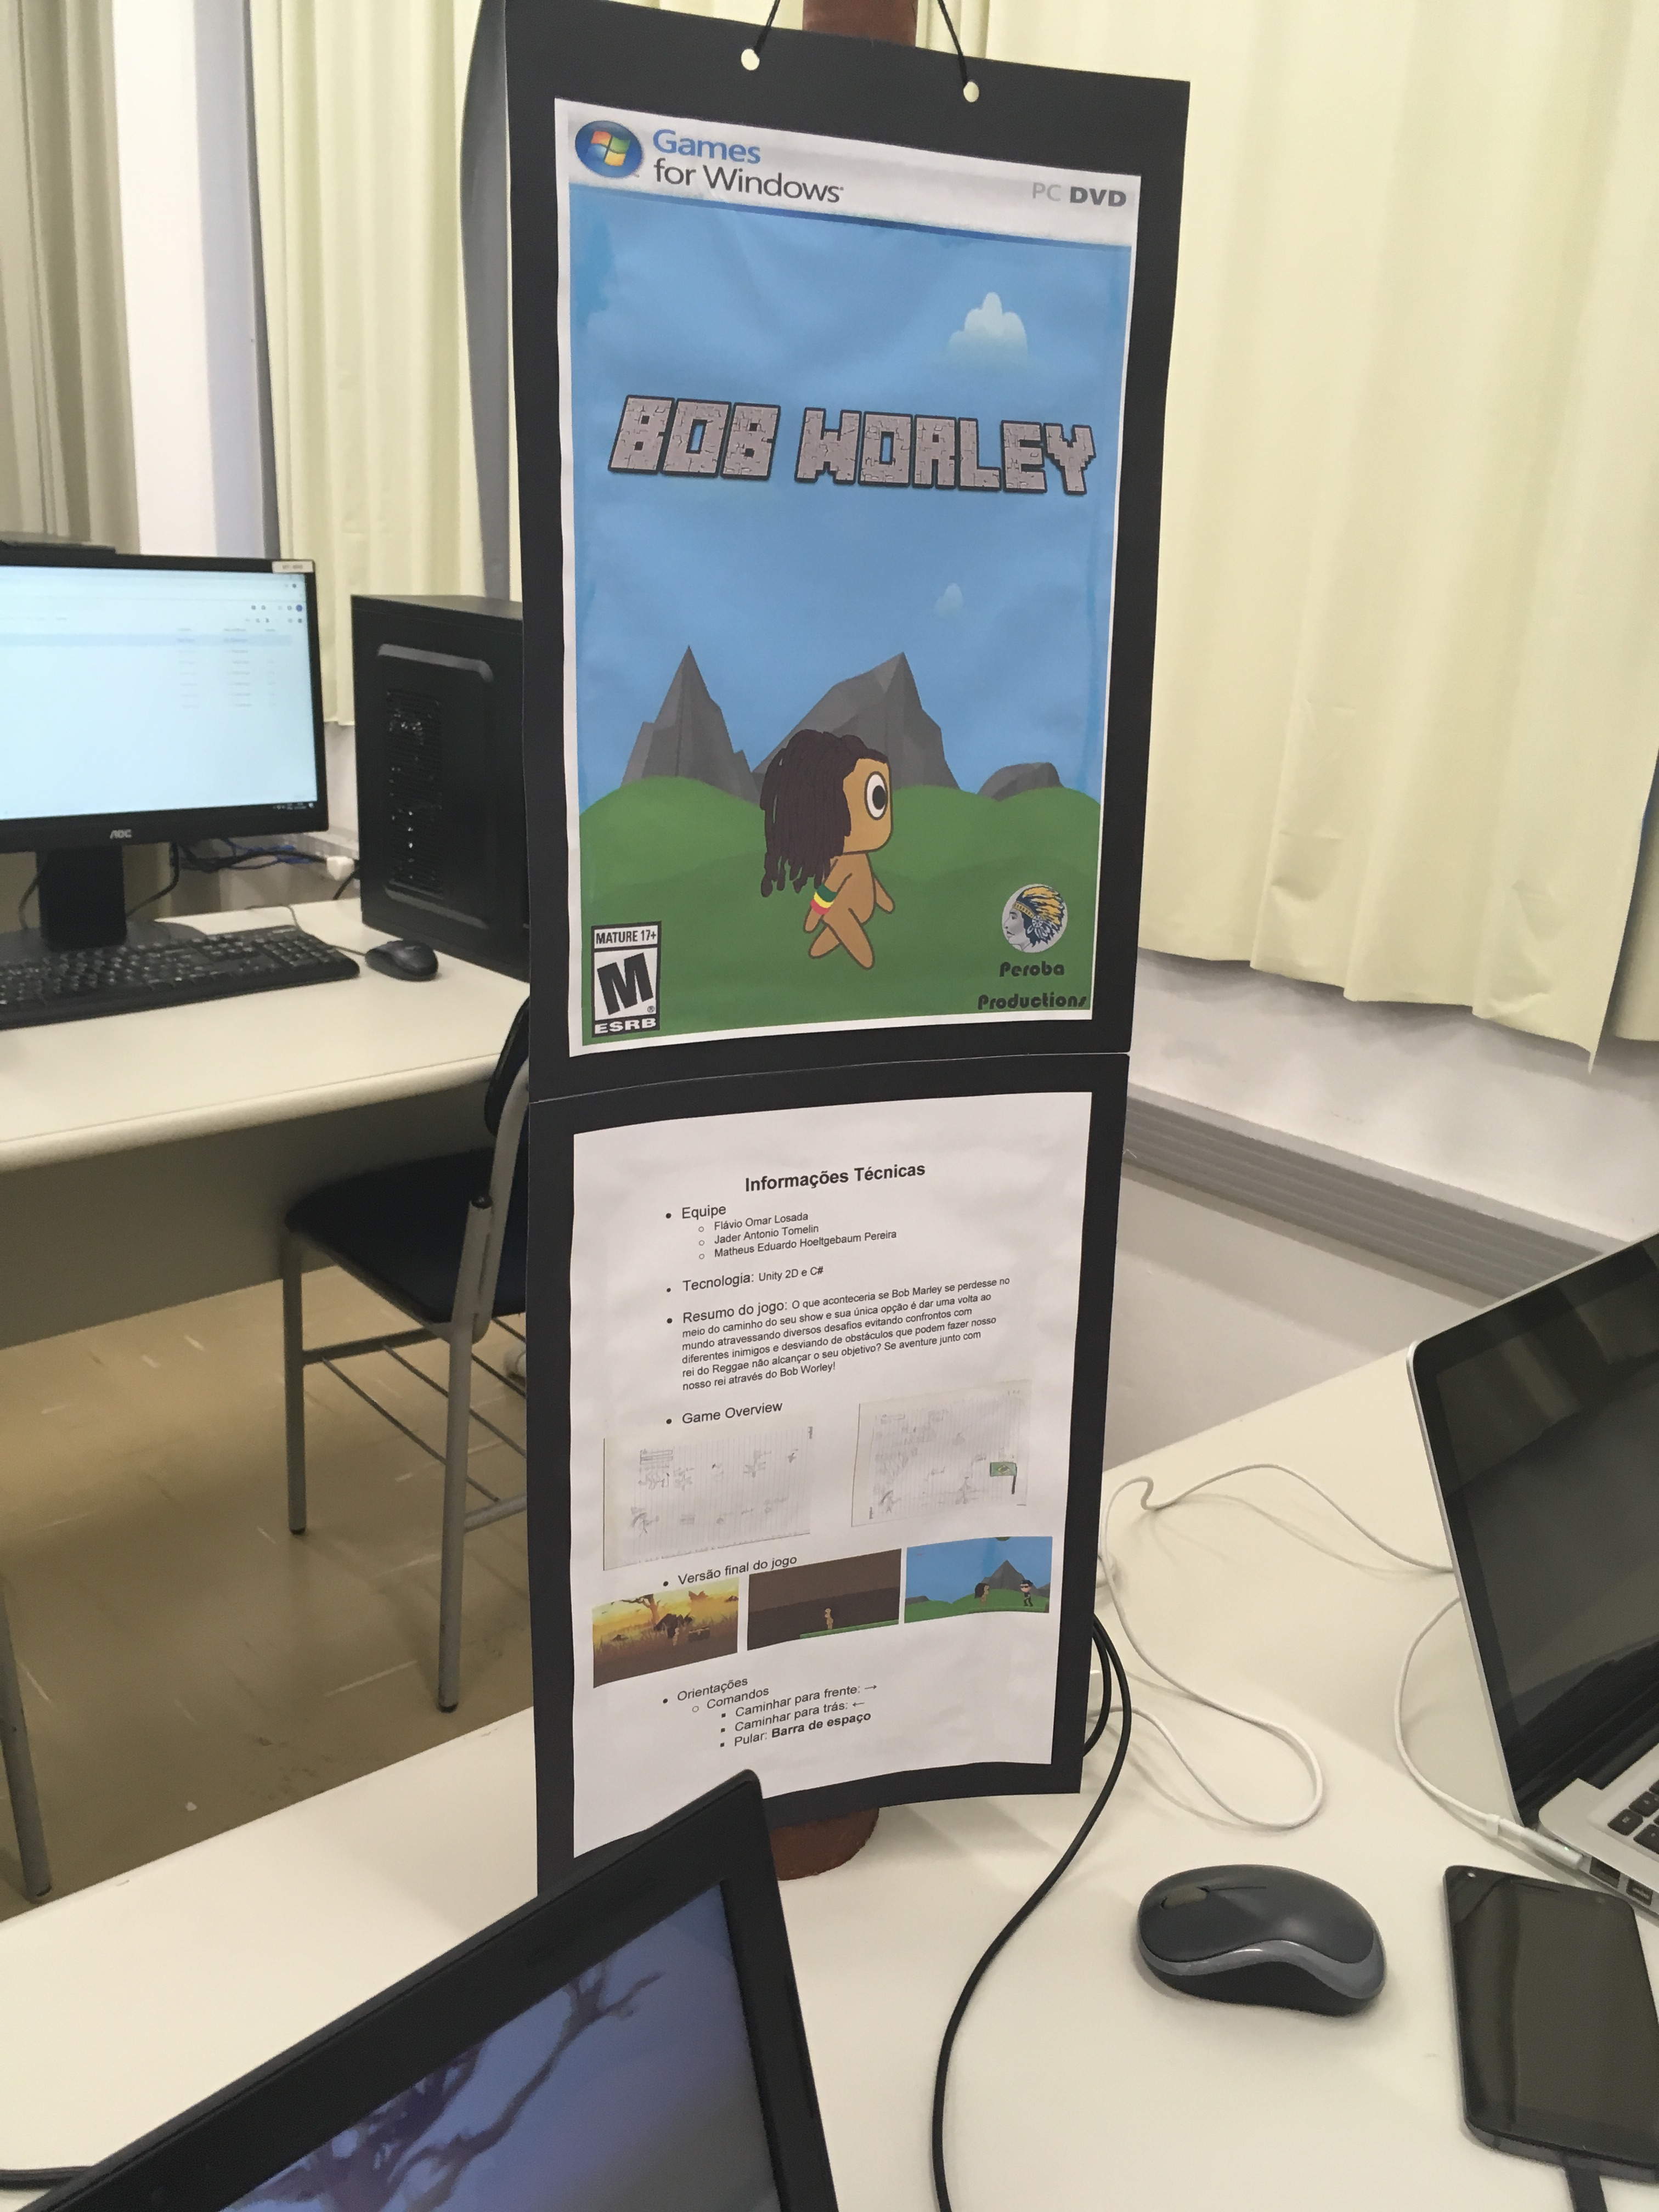 Games
for Windows
PC DVD
BOB WORLEY
MATURE 17+
M
ESRB
Peroba
Productions
AOC
Informações Técnicas
Equipe
Flávio Omar Losada
Jader Antonio Tomelin
Matheus Eduardo Hoeltgebaum Pereira
Tecnologia: Unity 2D e C#
Resumo do jogo: O que aconteceria se Bob Marley se perdesse no
meio do caminho do seu show e sua única opção é dar uma volta ao
mundo atravessando diversos desafios evitando confrontos com
diferentes inimigos e desviando de obstáculos que podem fazer nosso
rei do Reggae não alcançar o seu objetivo? Se aventure junto com
nosso rei através do Bob Worley!
Game Overview
Versão final do jogo
Orientações
Comandos
Caminhar para frente: →
Caminhar para trás: ←
Pular: Barra de espaço